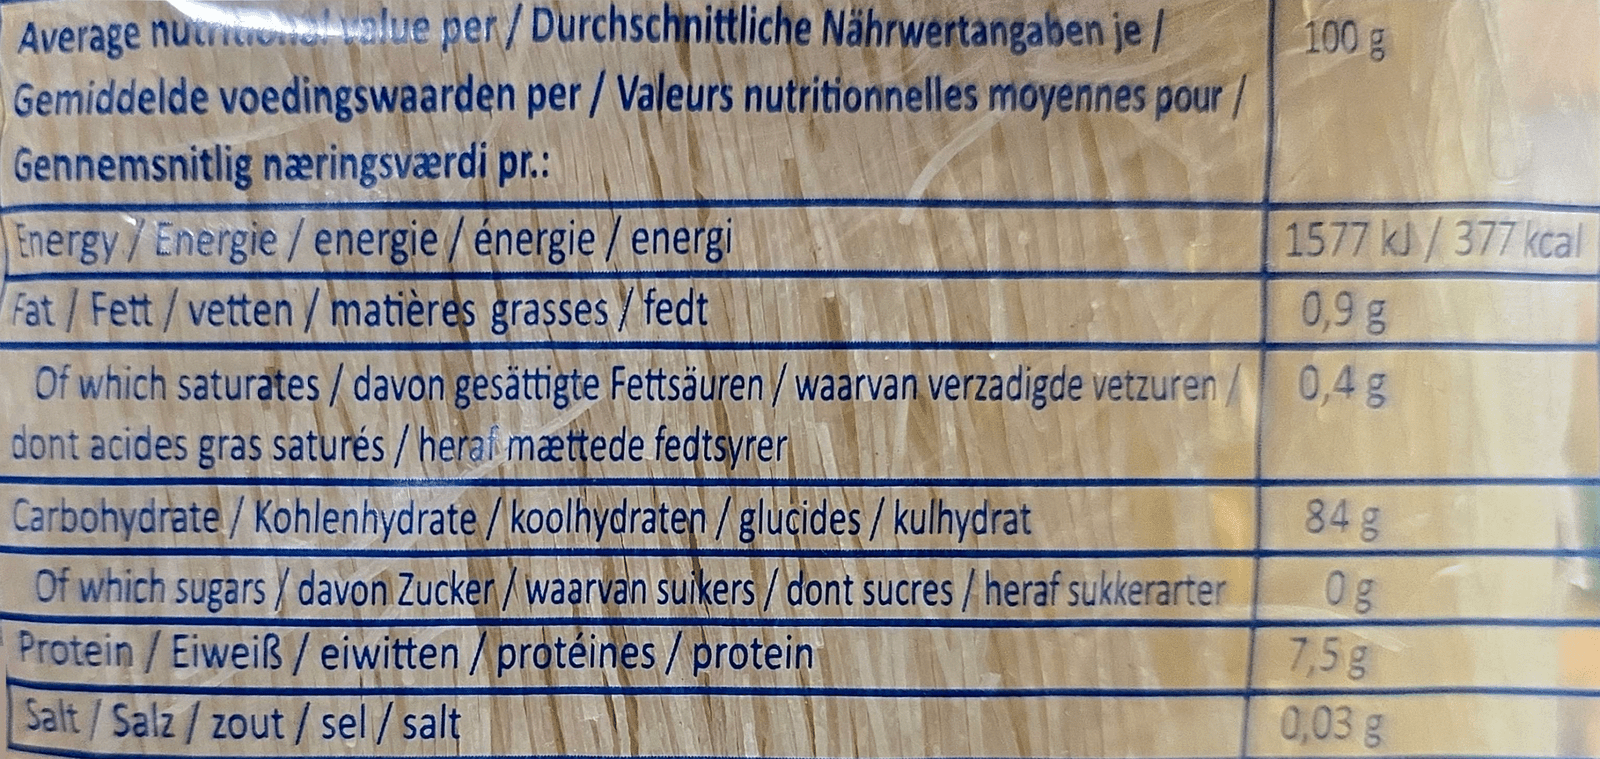 Average nutritional value per / Durchschnittliche Nährwertangaben je / 100 g
Gemiddelde voedingswaarden per / Valeurs nutritionnelles moyennes pour /
Gennemsnitlig næringsværdi pr.:
Energy / Energie / energie / énergie / energi 1577 kJ / 377 kcal
Fat / Fett / vetten / matières grasses / fedt 0,9 g
Of which saturates / davon gesättigte Fettsäuren / waarvan verzadigde vetzuren / 0,4 g
dont acides gras saturés / heraf mættede fedtsyrer
Carbohydrate / Kohlenhydrate / koolhydraten / glucides / kulhydrat 84 g
Of which sugars / davon Zucker / waarvan suikers / dont sucres / heraf sukkerarter 0 g
Protein / Eiweiß / eiwitten / protéines / protein 7,5 g
Salt / Salz / zout / sel / salt 0,03 g